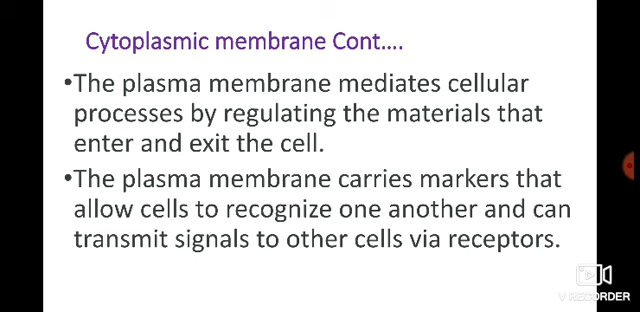 Cytoplasmic membrane Cont….
•The plasma membrane mediates cellular
processes by regulating the materials that
enter and exit the cell.
•The plasma membrane carries markers that
allow cells to recognize one another and can
transmit signals to other cells via receptors.
V RECORDER